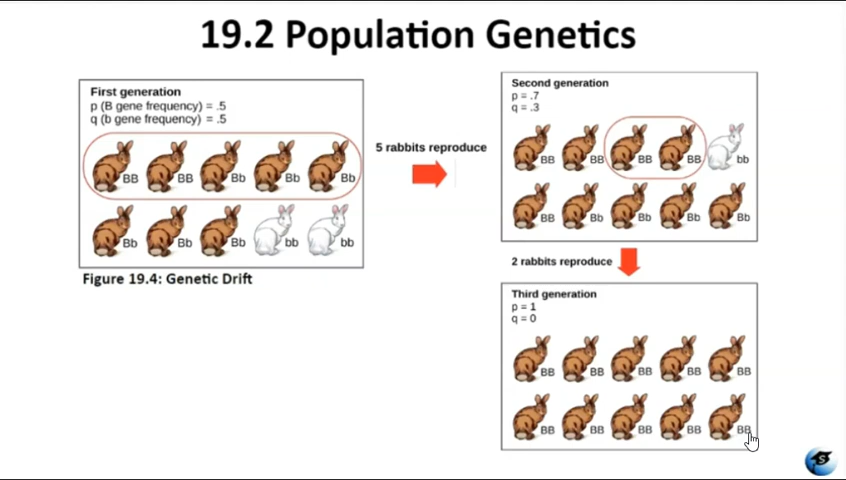 19.2 Population Genetics
First generation
p (B gene frequency) = .5
q (b gene frequency) = .5
BB BB Bb Bb Bb
Bb Bb Bb bb bb
Figure 19.4: Genetic Drift
5 rabbits reproduce
Second generation
p = .7
q = .3
BB BB BB BB bb
BB Bb Bb Bb Bb
2 rabbits reproduce
Third generation
p = 1
q = 0
BB BB BB BB BB
BB BB BB BB BB
S